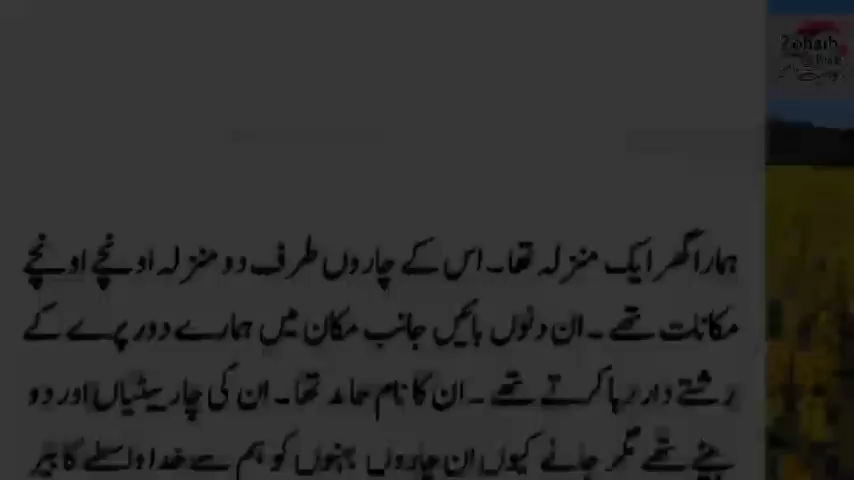 Zohaib
ہمارا گھر ایک منزلہ تھا۔ اس کے چاروں طرف دو منزلہ اونچے اونچے
مکانات تھے۔ ان دنوں بائیں جانب مکان میں ہمارے دور پرے کے
رشتے دار رہا کرتے تھے۔ ان کا نام حامد تھا۔ ان کی چار بیٹیاں اور دو
بیٹے تھے مگر جانے کیوں ان چاروں بہنوں کو ہم سے خدا واسطے کا بیر